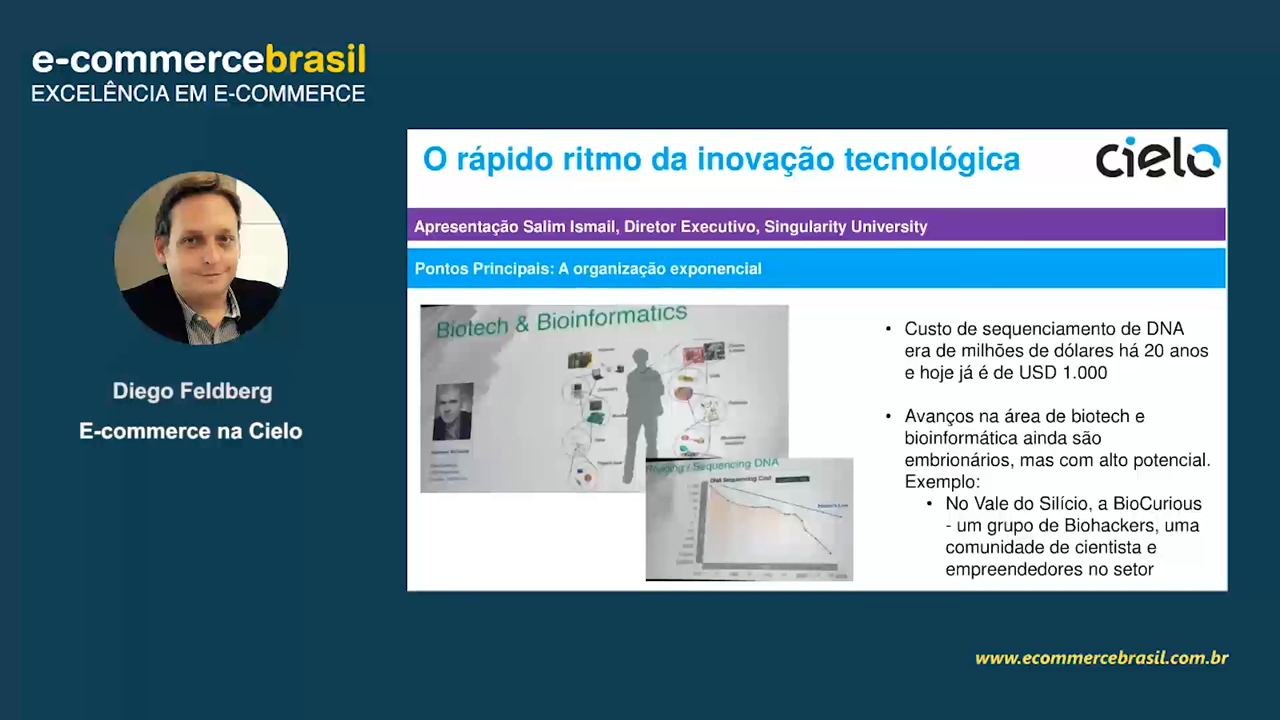 e-commercebrasil
EXCELÊNCIA EM E-COMMERCE
Diego Feldberg
E-commerce na Cielo
O rápido ritmo da inovação tecnológica
cielo
Apresentação Salim Ismail, Diretor Executivo, Singularity University
Pontos Principais: A organização exponencial
Biotech & Bioinformatics
Reading / Sequencing DNA
DNA Sequencing Cost
• Custo de sequenciamento de DNA
era de milhões de dólares há 20 anos
e hoje já é de USD 1.000
• Avanços na área de biotech e
bioinformática ainda são
embrionários, mas com alto potencial.
Exemplo:
• No Vale do Silício, a BioCurious
- um grupo de Biohackers, uma
comunidade de cientista e
empreendedores no setor
www.ecommercebrasil.com.br